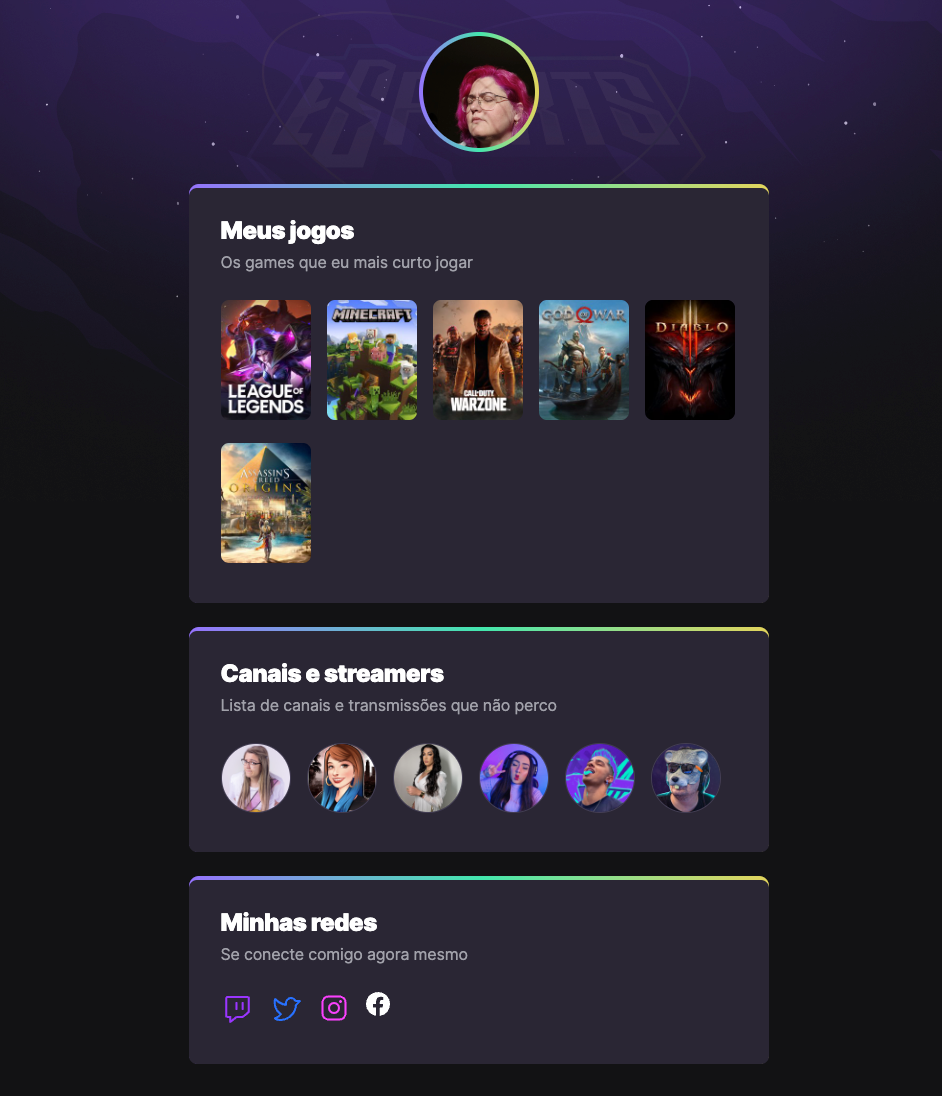 ESPORTS
Meus jogos
Os games que eu mais curto jogar
LEAGUE OF
LEGENDS
MINECRAFT
CALL OF DUTY
WARZONE
GOD OF WAR
DIABLO
III
ASSASSIN'S
CREED
ORIGINS
Canais e streamers
Lista de canais e transmissões que não perco
Minhas redes
Se conecte comigo agora mesmo